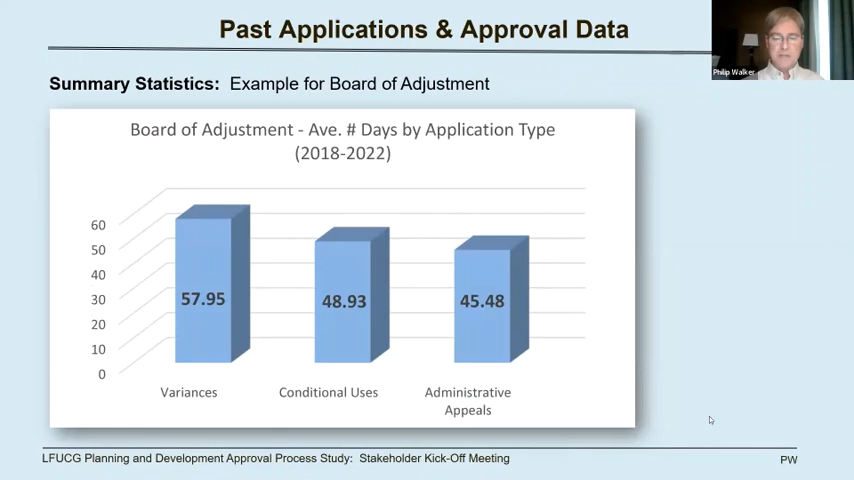 Past Applications & Approval Data
Philip Walker
Summary Statistics: Example for Board of Adjustment
Board of Adjustment - Ave. # Days by Application Type
(2018-2022)
60
50
40
30
20
10
0
57.95
48.93
45.48
Variances
Conditional Uses
Administrative
Appeals
LFUCG Planning and Development Approval Process Study: Stakeholder Kick-Off Meeting
PW